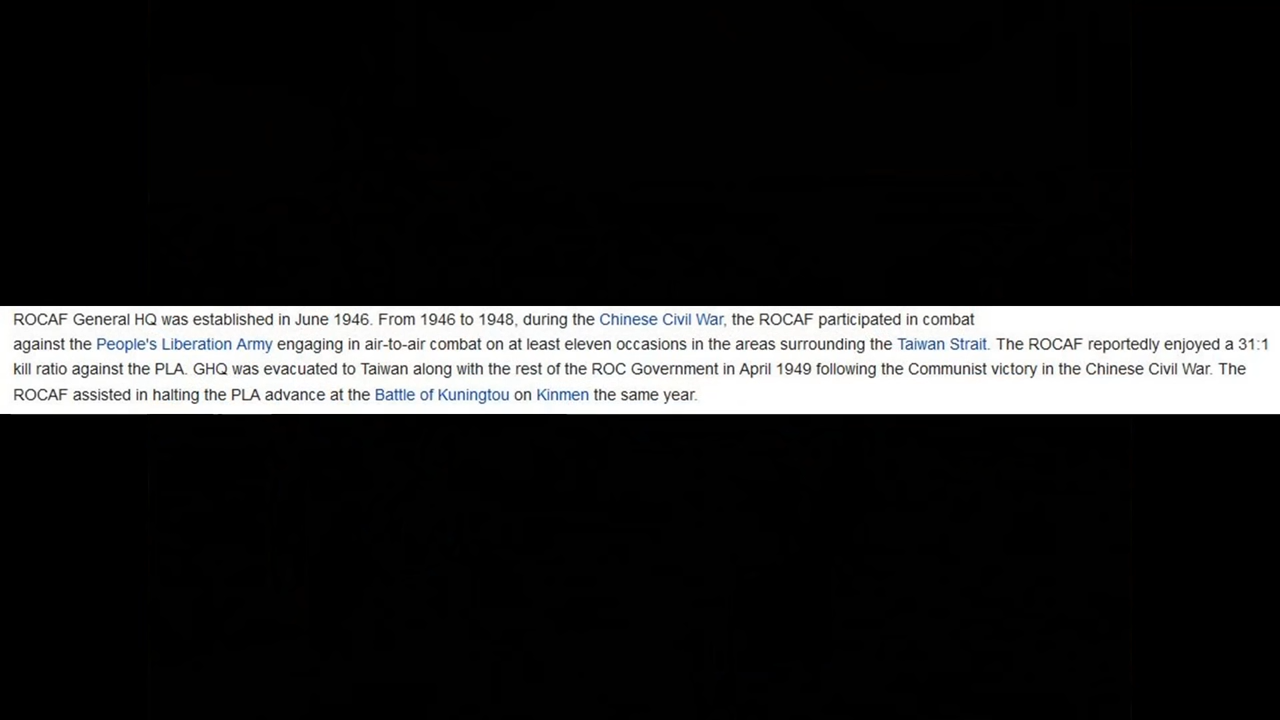 ROCAF General HQ was established in June 1946. From 1946 to 1948, during the Chinese Civil War, the ROCAF participated in combat
against the People's Liberation Army engaging in air-to-air combat on at least eleven occasions in the areas surrounding the Taiwan Strait. The ROCAF reportedly enjoyed a 31:1
kill ratio against the PLA. GHQ was evacuated to Taiwan along with the rest of the ROC Government in April 1949 following the Communist victory in the Chinese Civil War. The
ROCAF assisted in halting the PLA advance at the Battle of Kuningtou on Kinmen the same year.